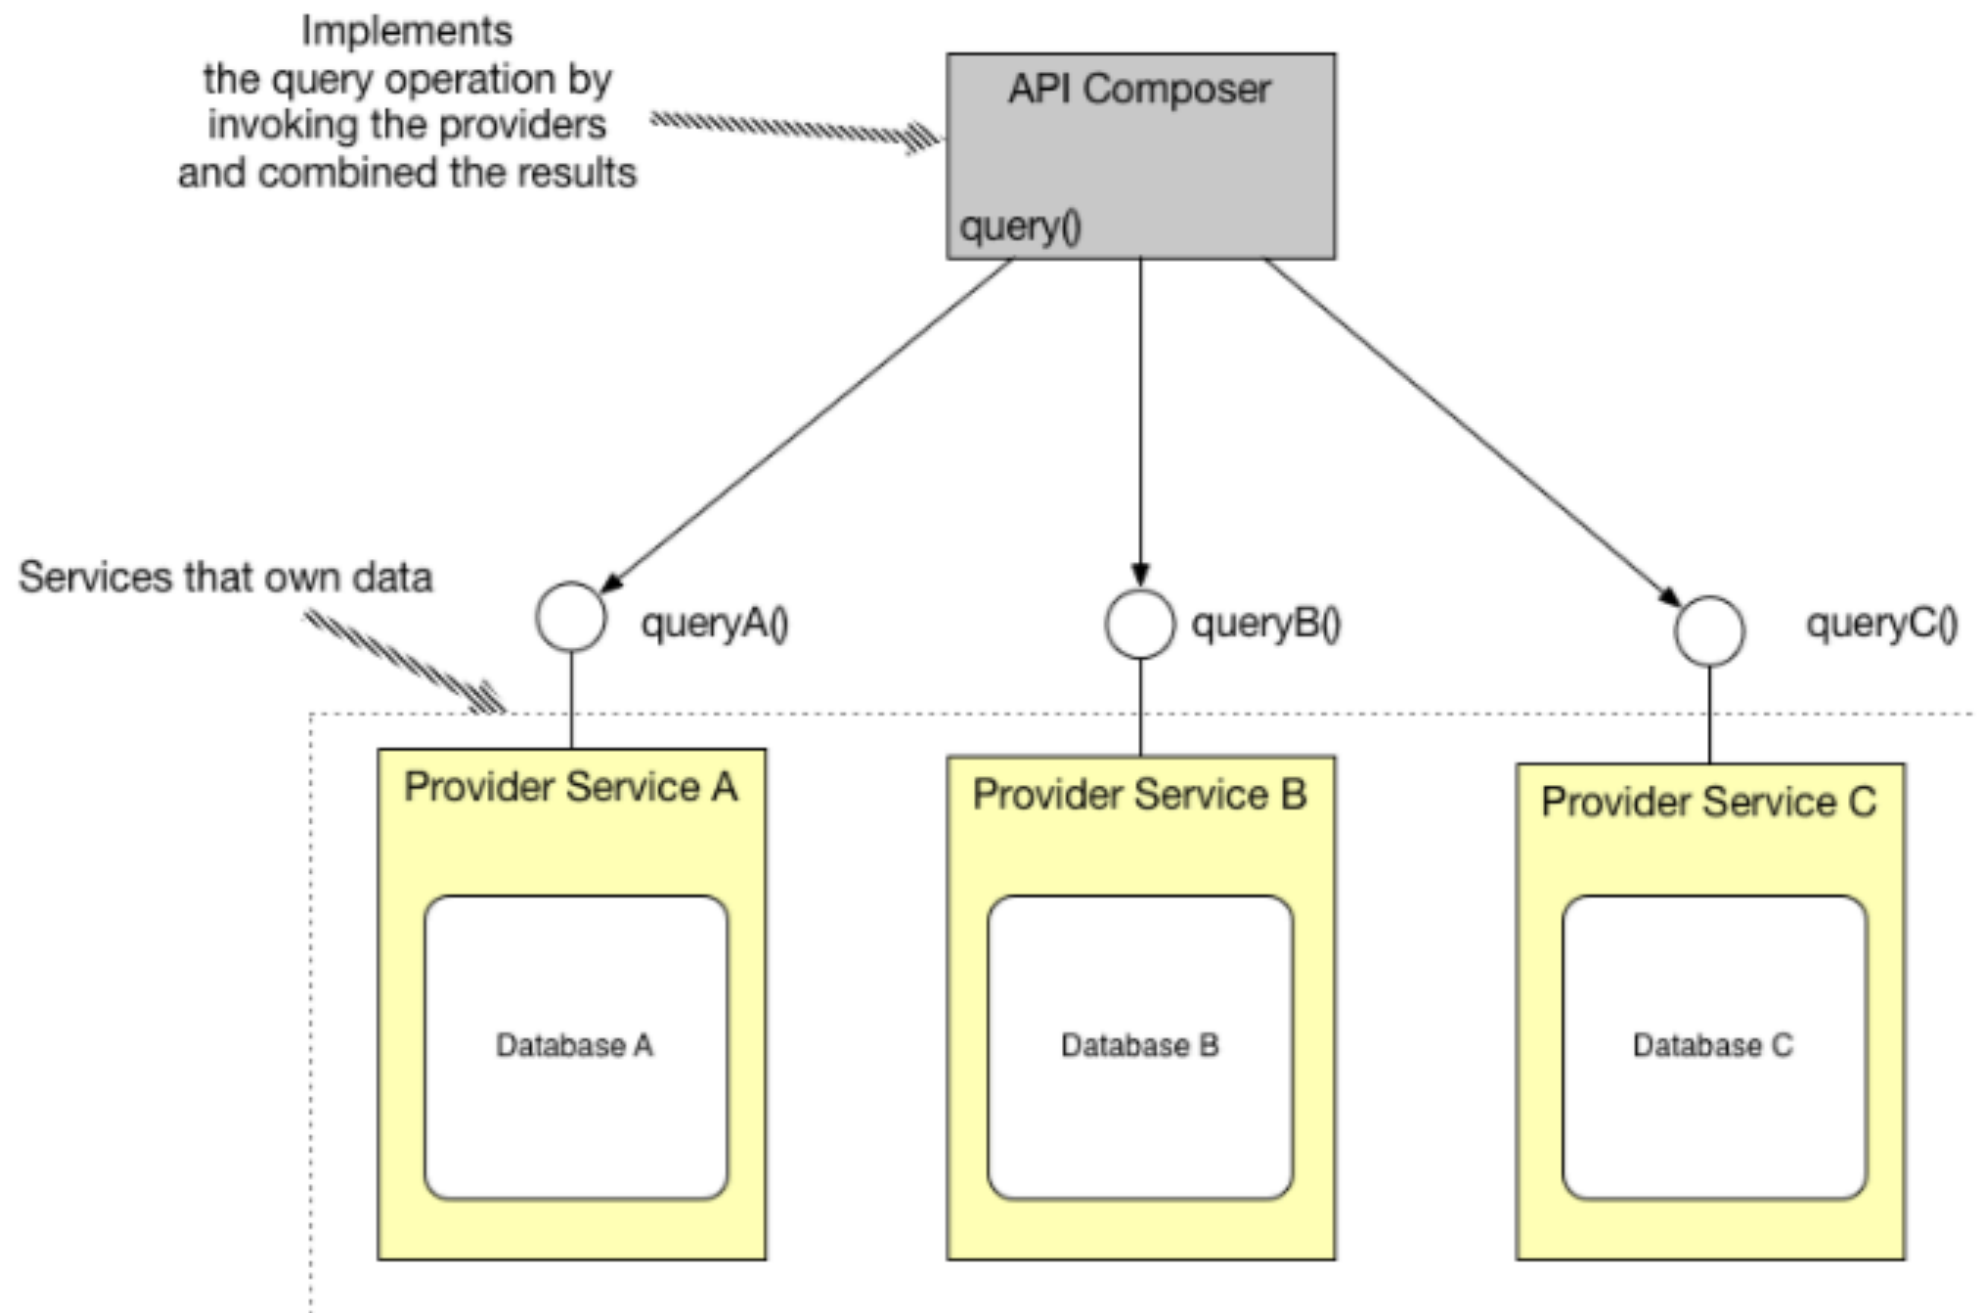 Implements
the query operation by
invoking the providers
and combined the results
API Composer
query()
Services that own data
queryA()
queryB()
queryC()
Provider Service A
Provider Service B
Provider Service C
Database A
Database B
Database C